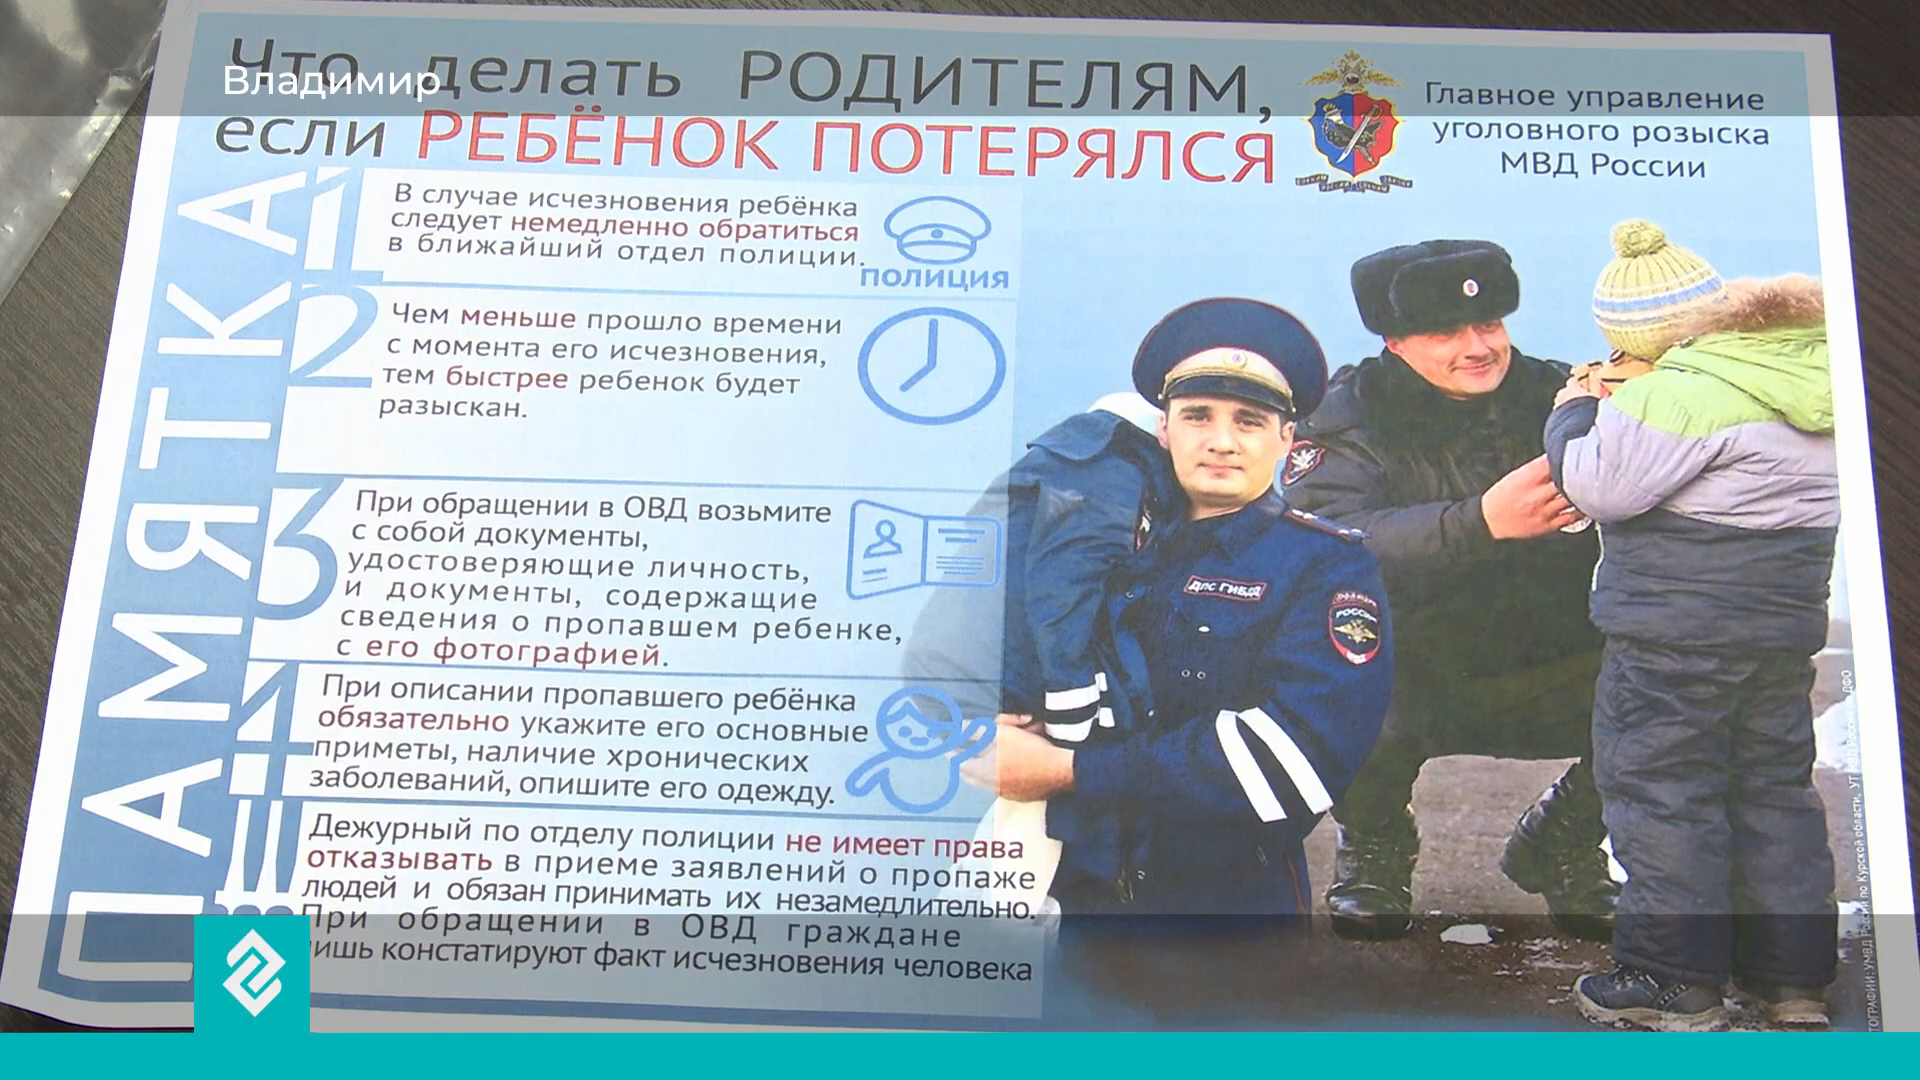 Владимир
Что делать РОДИТЕЛЯМ,
если РЕБЁНОК ПОТЕРЯЛСЯ
Главное управление
уголовного розыска
МВД России
ПАМЯТКА
1
В случае исчезновения ребёнка
следует немедленно обратиться
в ближайший отдел полиции.
ПОЛИЦИЯ
2
Чем меньше прошло времени
с момента его исчезновения,
тем быстрее ребенок будет
разыскан.
3
При обращении в ОВД возьмите
с собой документы,
удостоверяющие личность,
и документы, содержащие
сведения о пропавшем ребенке,
с его фотографией.
4
При описании пропавшего ребёнка
обязательно укажите его основные
приметы, наличие хронических
заболеваний, опишите его одежду.
Дежурный по отделу полиции не имеет права
отказывать в приеме заявлений о пропаже
людей и обязан принимать их незамедлительно.
При обращении в ОВД граждане
лишь констатируют факт исчезновения человека
ДПС ГИБДД
РОССИЯ